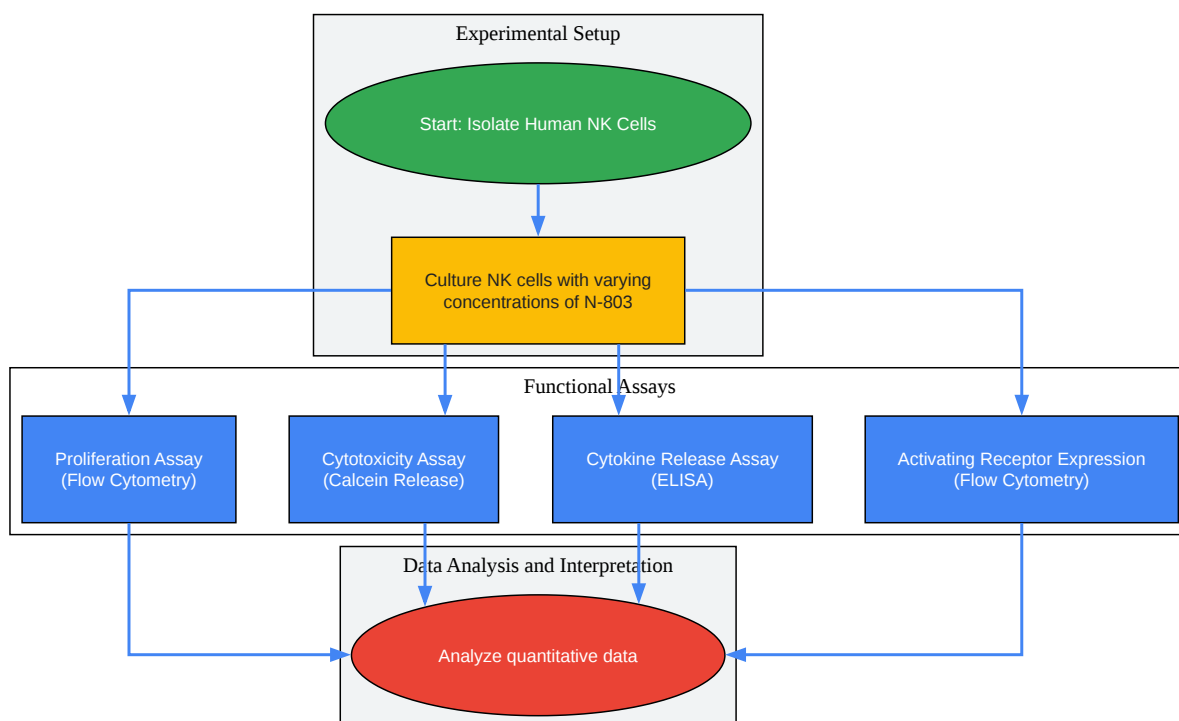 Experimental Setup
Start: Isolate Human NK Cells
Culture NK cells with varying
concentrations of N-803
Functional Assays
Proliferation Assay
(Flow Cytometry)
Cytotoxicity Assay
(Calcein Release)
Cytokine Release Assay
(ELISA)
Activating Receptor Expression
(Flow Cytometry)
Data Analysis and Interpretation
Analyze quantitative data